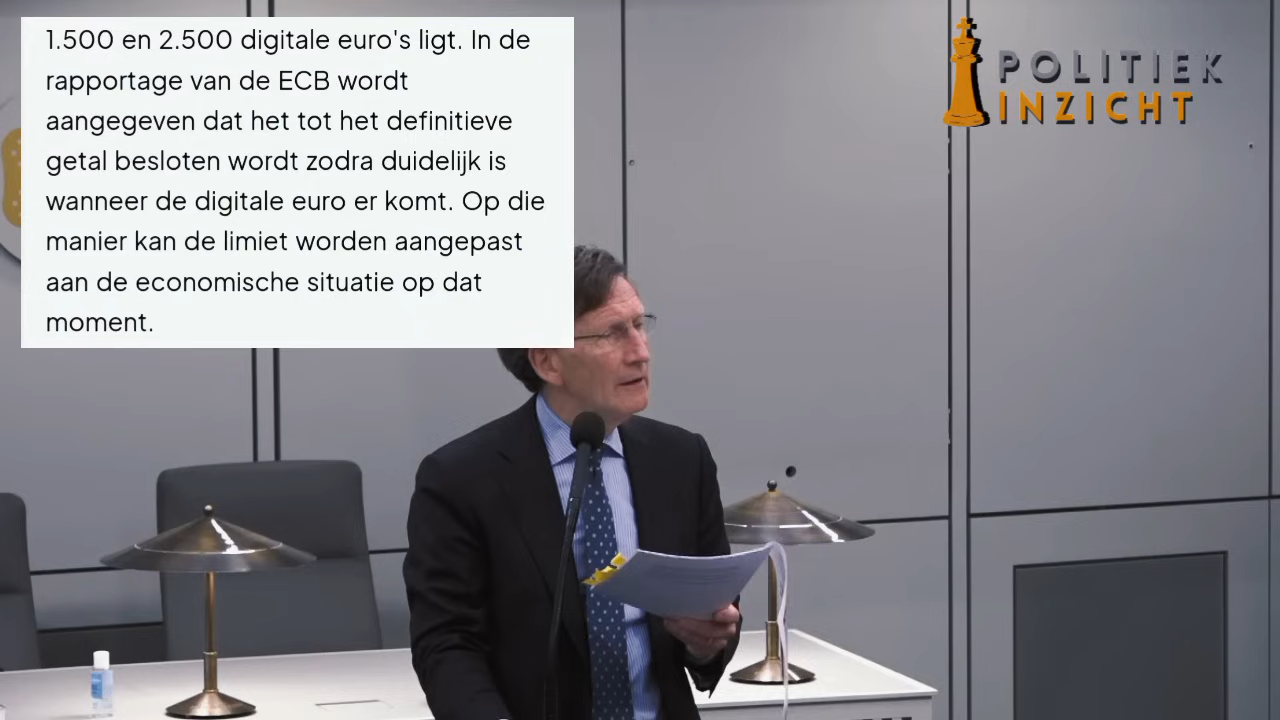 1.500 en 2.500 digitale euro's ligt. In de
rapportage van de ECB wordt
aangegeven dat het tot het definitieve
getal besloten wordt zodra duidelijk is
wanneer de digitale euro er komt. Op die
manier kan de limiet worden aangepast
aan de economische situatie op dat
moment.
POLITIEK
INZICHT